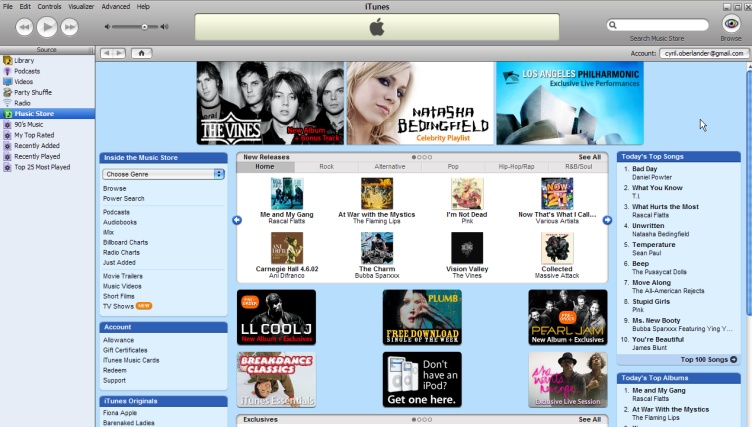 iTunes
File Edit Controls Visualizer Advanced Help
Search Music Store
Browse
Source
Account: cyril.oberlander@gmail.com
Library
Podcasts
Videos
Party Shuffle
Radio
Music Store
90's Music
My Top Rated
Recently Added
Recently Played
Top 25 Most Played
THE VINES
New Album
+ Bonus Track
NATASHA
BEDINGFIELD
Celebrity Playlist
LOS ANGELES PHILHARMONIC
Exclusive Live Performances
Inside the Music Store
Choose Genre
Browse
Power Search
Podcasts
Audiobooks
iMix
Billboard Charts
Radio Charts
Just Added
Movie Trailers
Music Videos
Short Films
TV Shows NEW
Account
Allowance
Gift Certificates
iTunes Music Cards
Redeem
Support
iTunes Originals
Fiona Apple
Barenaked Ladies
New Releases
See All
Home Rock Alternative Pop Hip-Hop/Rap R&B/Soul
Me and My Gang
Rascal Flatts
At War with the Mystics
The Flaming Lips
I'm Not Dead
P!nk
NOW
21
Now That's What I Call...
Various Artists
Carnegie Hall 4.6.02
Ani Difranco
The Charm
Bubba Sparxxx
Vision Valley
The Vines
Collected
Massive Attack
PRE-ORDER
LL COOL J
New Album + Exclusives
PLUMB
FREE DOWNLOAD
SINGLE OF THE WEEK
PRE-ORDER
PEARL JAM
New Album + Exclusives
BREAKDANCE
CLASSICS
iTunes Essentials
Don't
have an
iPod?
Get one here.
she
wants
revenge
Exclusive Live Session
Exclusives
See All
Today's Top Songs
1. Bad Day
Daniel Powter
2. What You Know
T.I.
3. What Hurts the Most
Rascal Flatts
4. Unwritten
Natasha Bedingfield
5. Temperature
Sean Paul
6. Beep
The Pussycat Dolls
7. Move Along
The All-American Rejects
8. Stupid Girls
P!nk
9. Ms. New Booty
Bubba Sparxxx Featuring Ying Y...
10. You're Beautiful
James Blunt
Top 100 Songs
Today's Top Albums
1. Me and My Gang
Rascal Flatts
2. At War With the Mystics
The Flaming Lips